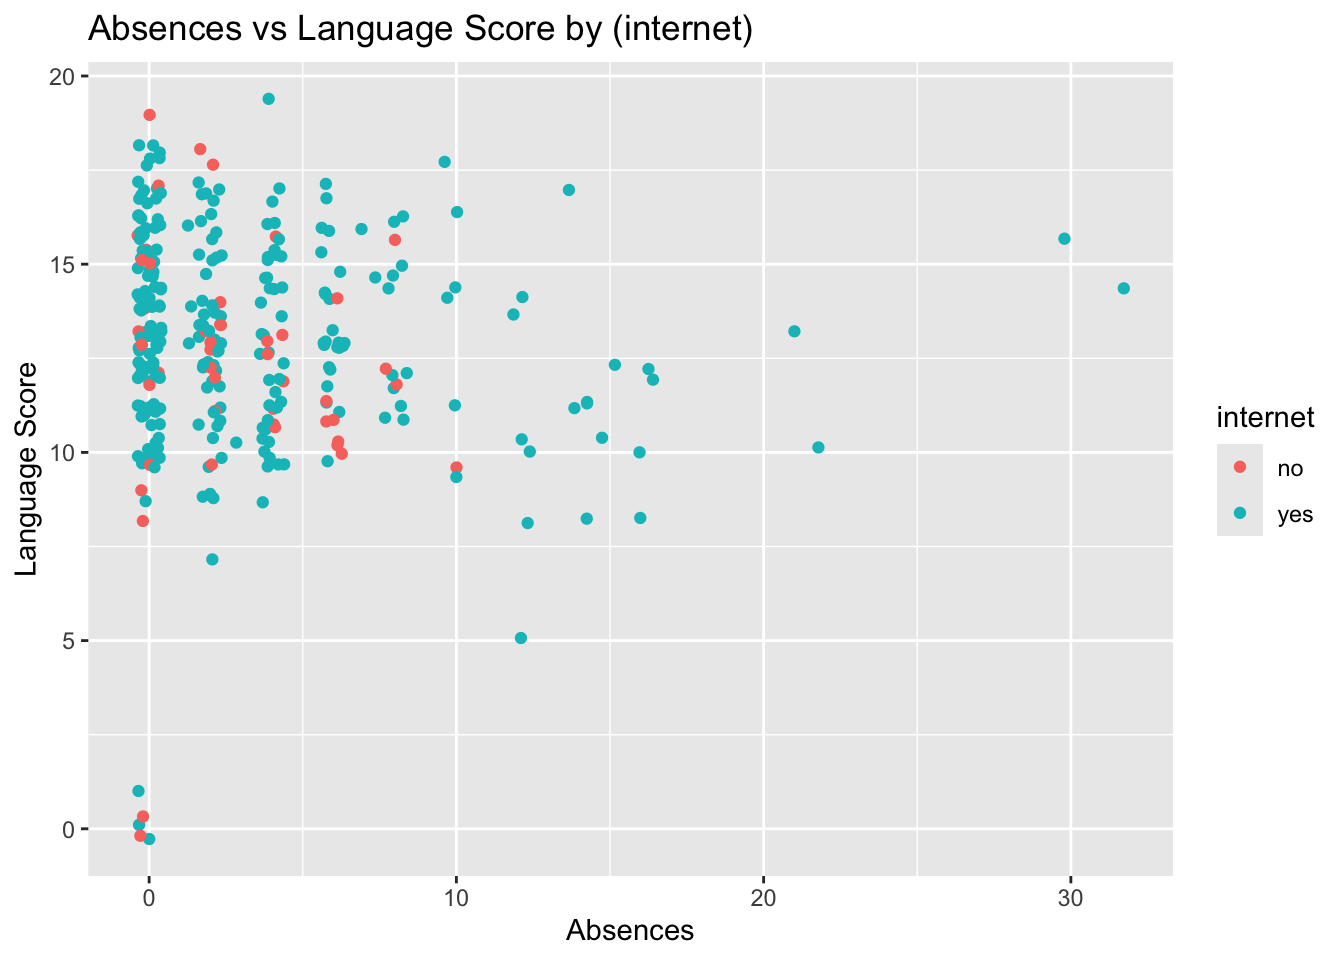 Absences vs Language Score by (internet)
20
15
10
5
0
Language Score
0 10 20 30
Absences
internet
no
yes